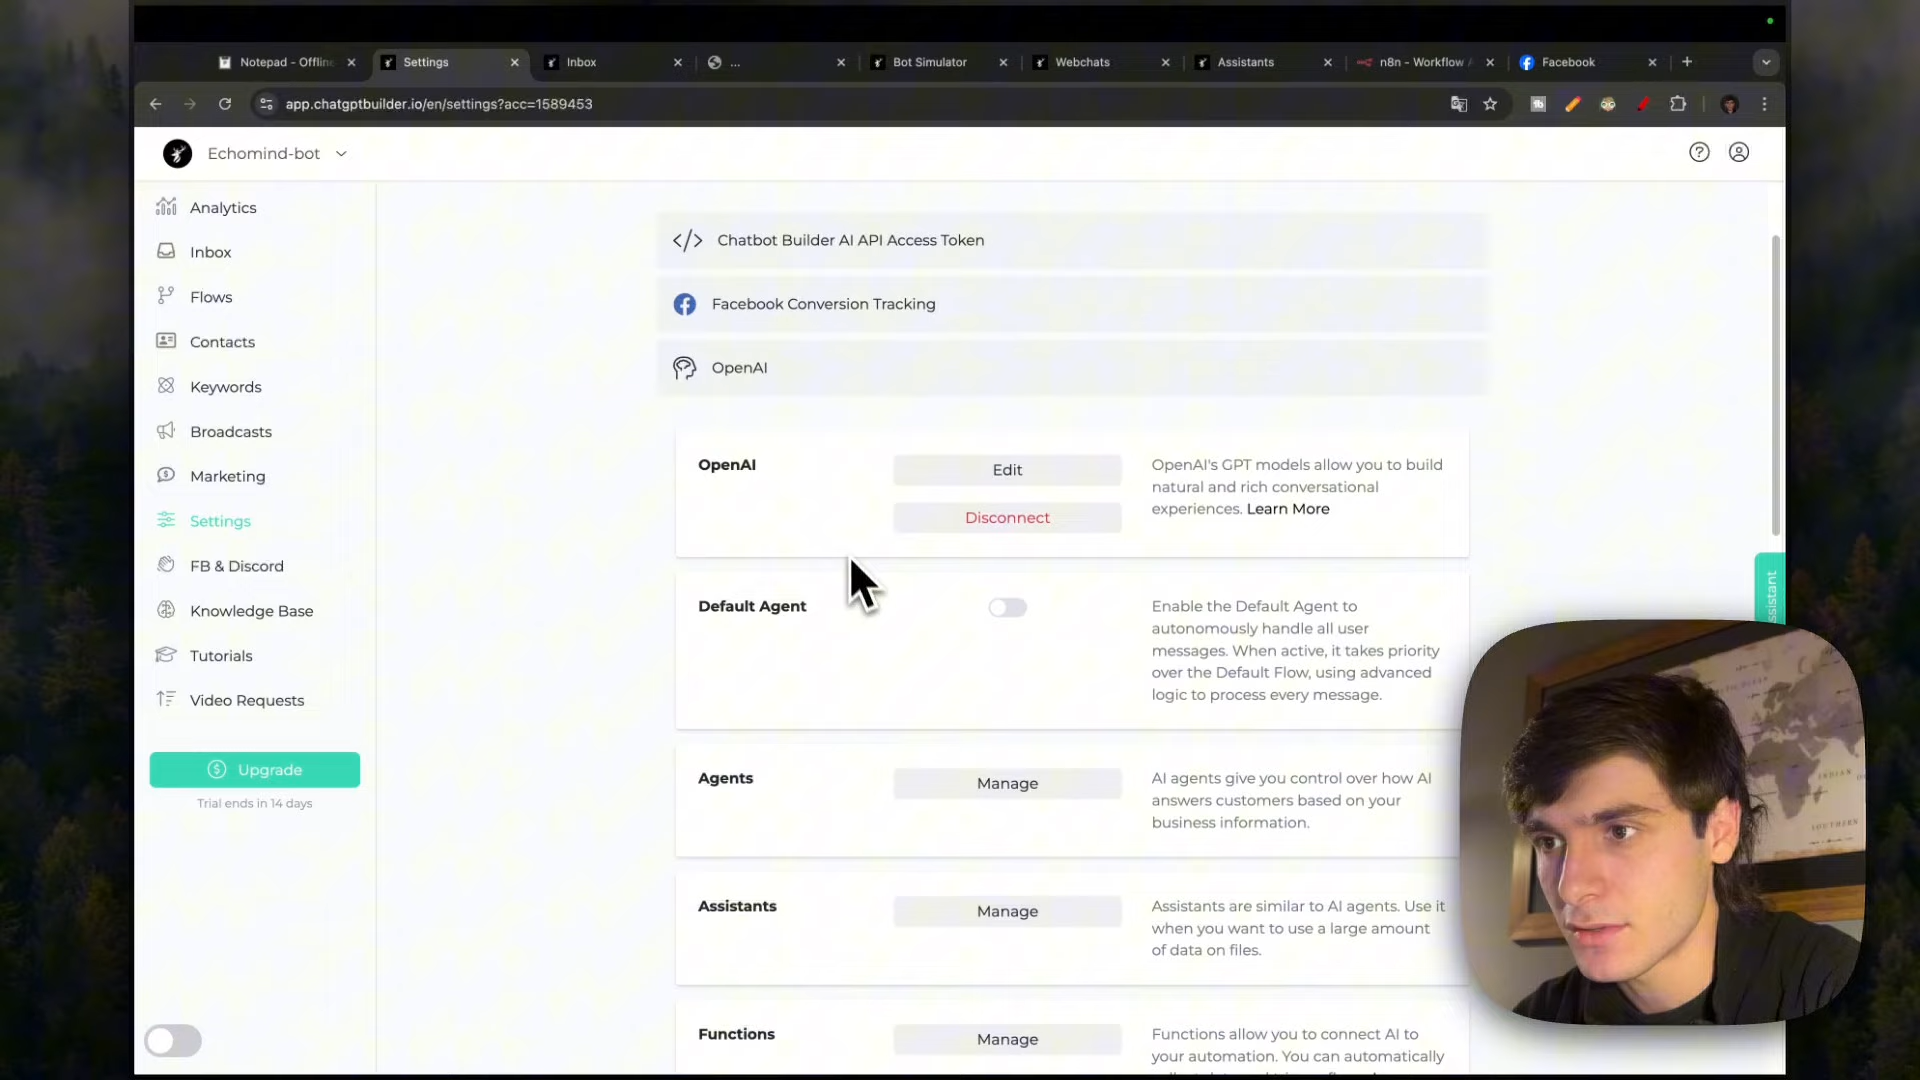 Notepad - Offline
Settings
Inbox
...
Bot Simulator
Webchats
Assistants
n8n - Workflow A
Facebook
app.chatgptbuilder.io/en/settings?acc=1589453
Echomind-bot
Analytics
Inbox
Flows
Contacts
Keywords
Broadcasts
Marketing
Settings
FB & Discord
Knowledge Base
Tutorials
Video Requests
Upgrade
Trial ends in 14 days
</> Chatbot Builder AI API Access Token
Facebook Conversion Tracking
OpenAI
OpenAI
Edit
Disconnect
OpenAI's GPT models allow you to build
natural and rich conversational
experiences. Learn More
Default Agent
Enable the Default Agent to
autonomously handle all user
messages. When active, it takes priority
over the Default Flow, using advanced
logic to process every message.
Agents
Manage
AI agents give you control over how AI
answers customers based on your
business information.
Assistants
Manage
Assistants are similar to AI agents. Use it
when you want to use a large amount
of data on files.
Functions
Manage
Functions allow you to connect AI to
your automation. You can automatically
sistant